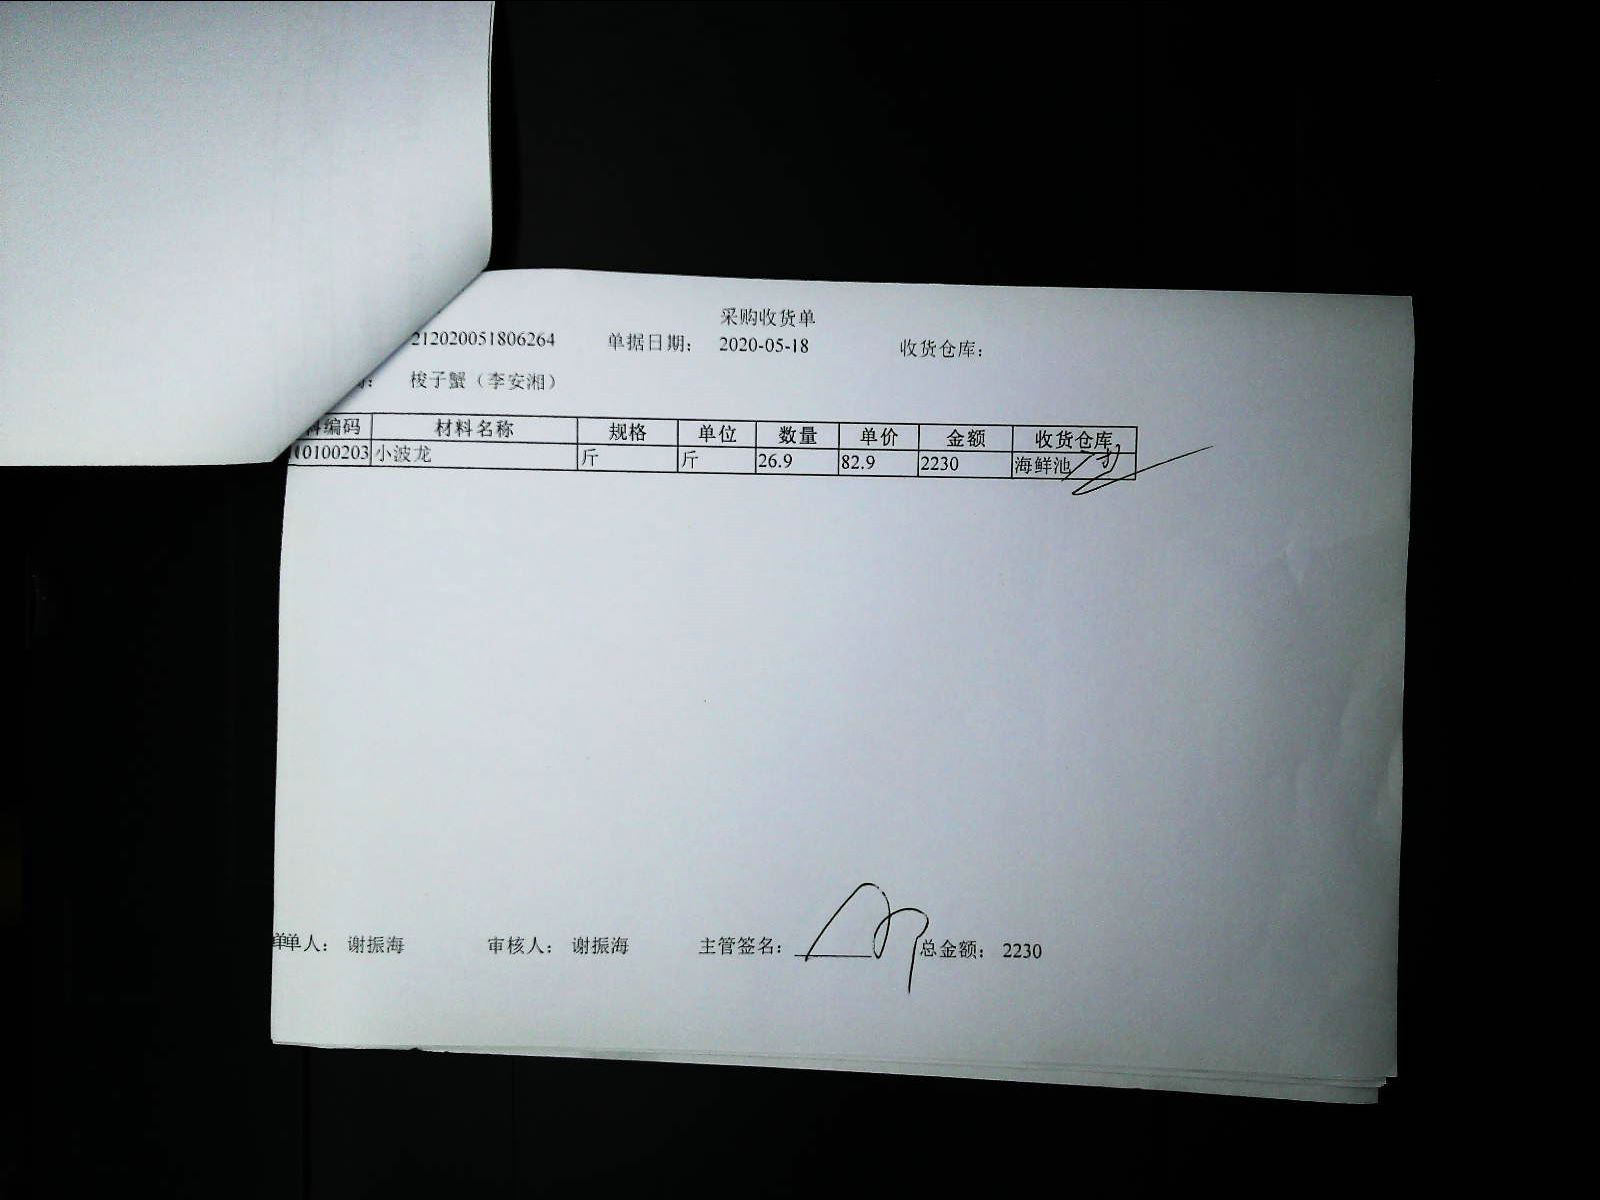 采购收货单
212020051806264 单据日期: 2020-05-18 收货仓库:
梭子蟹（李安湘）
编码 材料名称 规格 单位 数量 单价 金额 收货仓库
10100203 小波龙 斤 斤 26.9 82.9 2230 海鲜池
单人: 谢振海 审核人: 谢振海 主管签名: 总金额: 2230